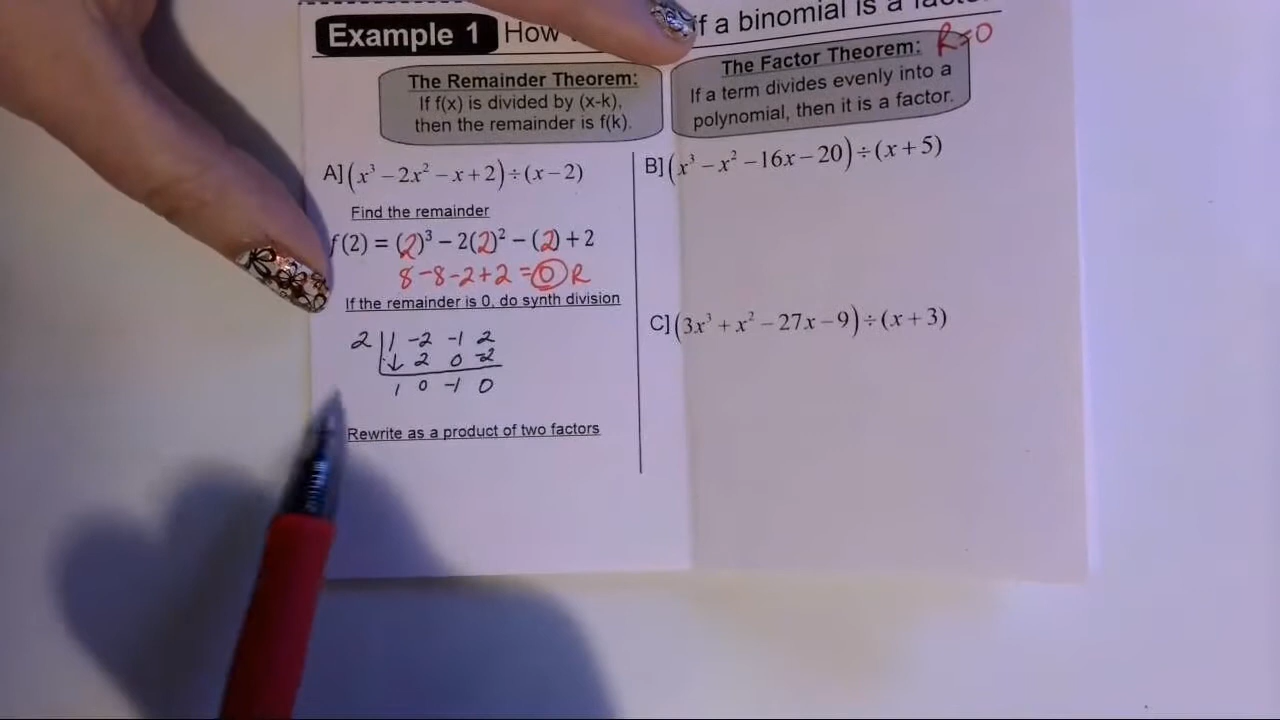 Example 1 How if a binomial is a
The Remainder Theorem:
If f(x) is divided by (x-k),
then the remainder is f(k).
The Factor Theorem: R=0
If a term divides evenly into a
polynomial, then it is a factor.
A] (x³ − 2x² − x + 2) ÷ (x − 2)
Find the remainder
f(2) = (2)³ − 2(2)² − (2) + 2
8 - 8 - 2 + 2 = 0 R
If the remainder is 0, do synth division
2 | 1 -2 -1 2
↓ 2 0 -2
1 0 -1 0
Rewrite as a product of two factors
B] (x³ − x² − 16x − 20) ÷ (x + 5)
C] (3x³ + x² − 27x − 9) ÷ (x + 3)